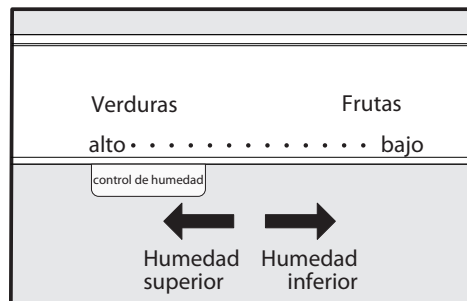 Verduras Frutas
alto bajo
control de humedad
Humedad Humedad
superior inferior